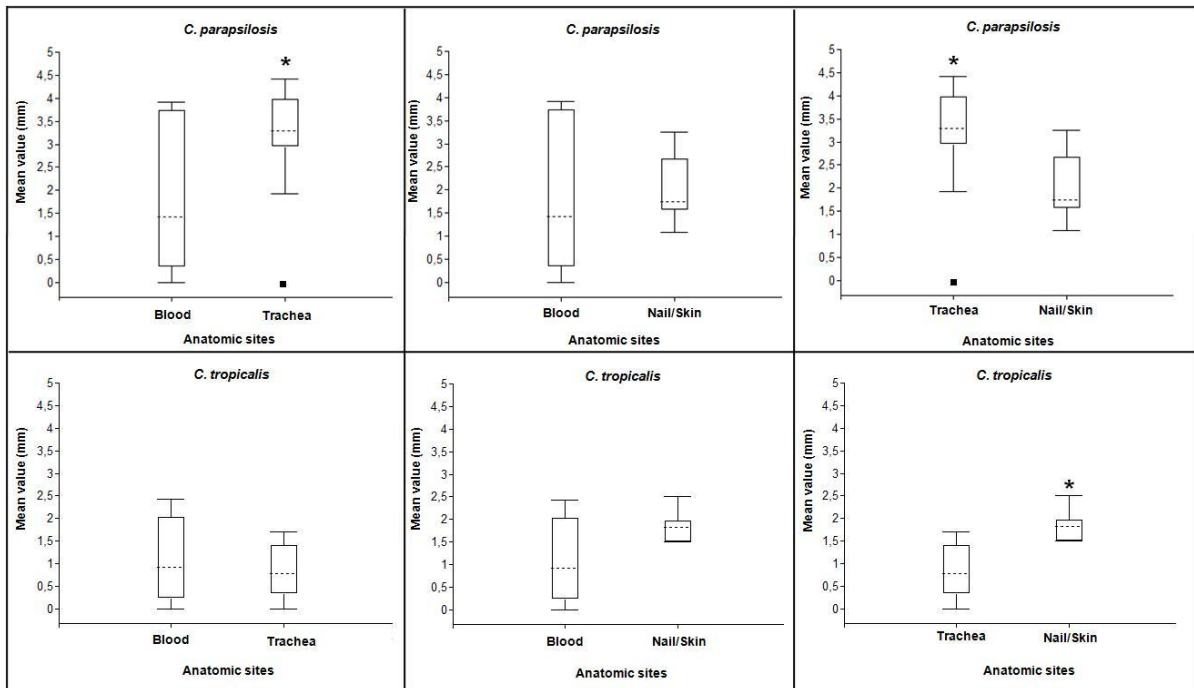 C. parapsilosis
*
Mean value (mm)
5
4,5
4
3,5
3
2,5
2
1,5
1
0,5
0
Blood
Trachea
Anatomic sites
C. parapsilosis
Mean value (mm)
5
4,5
4
3,5
3
2,5
2
1,5
1
0,5
0
Blood
Nail/Skin
Anatomic sites
C. parapsilosis
*
Mean value (mm)
5
4,5
4
3,5
3
2,5
2
1,5
1
0,5
0
Trachea
Nail/Skin
Anatomic sites
C. tropicalis
Mean value (mm)
5
4,5
4
3,5
3
2,5
2
1,5
1
0,5
0
Blood
Trachea
Anatomic sites
C. tropicalis
Mean value (mm)
5
4,5
4
3,5
3
2,5
2
1,5
1
0,5
0
Blood
Nail/Skin
Anatomic sites
C. tropicalis
*
Mean value (mm)
5
4,5
4
3,5
3
2,5
2
1,5
1
0,5
0
Trachea
Nail/Skin
Anatomic sites